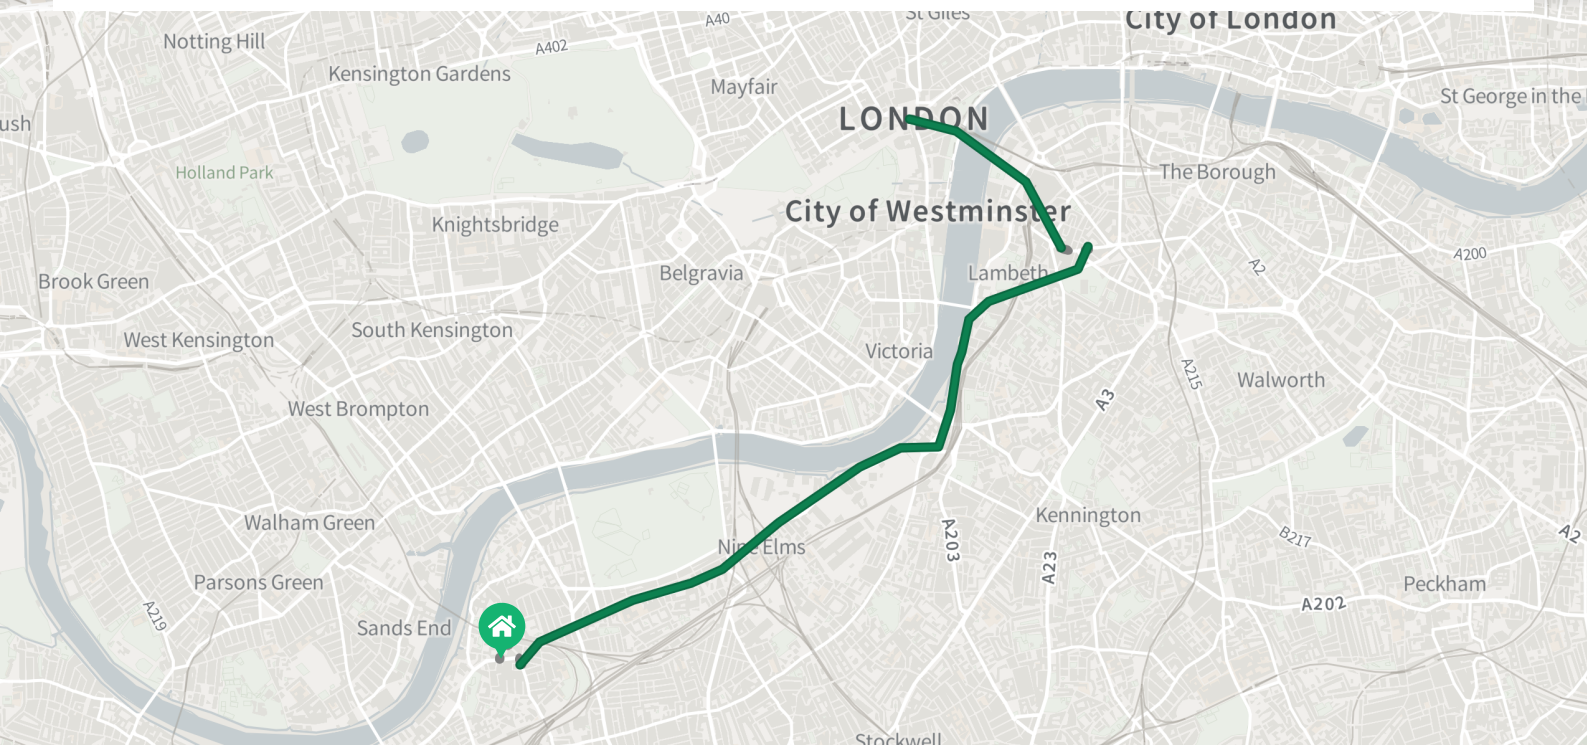 St Giles
City of London
A40
Notting Hill
A402
Kensington Gardens
Mayfair
St George in the
ush
LONDON
Holland Park
The Borough
Knightsbridge
City of Westminster
Brook Green
Belgravia
Lambeth
A2
A200
West Kensington
South Kensington
Victoria
A215
Walworth
West Brompton
A3
Walham Green
Kennington
A203
B217
A2
Nine Elms
A23
Parsons Green
Peckham
A219
A202
Sands End
Stockwell